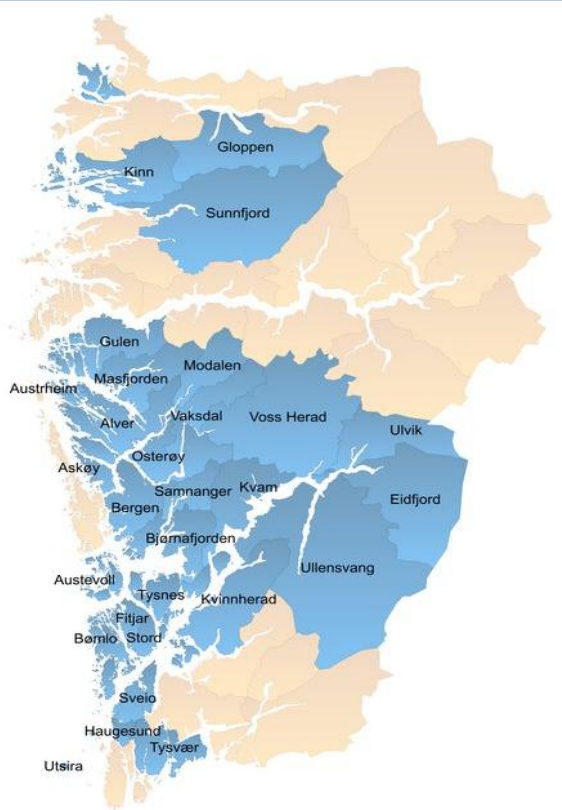 Gloppen
Kinn
Sunnfjord
Gulen
Modalen
Masfjorden
Austrheim
Vaksdal
Voss Herad
Alver
Ulvik
Osterøy
Askøy
Samnanger
Kvam
Eidfjord
Bergen
Bjørnafjorden
Ullensvang
Austevoll
Tysnes
Kvinnherad
Fitjar
Bømlo
Stord
Sveio
Haugesund
Tysvær
Utsira